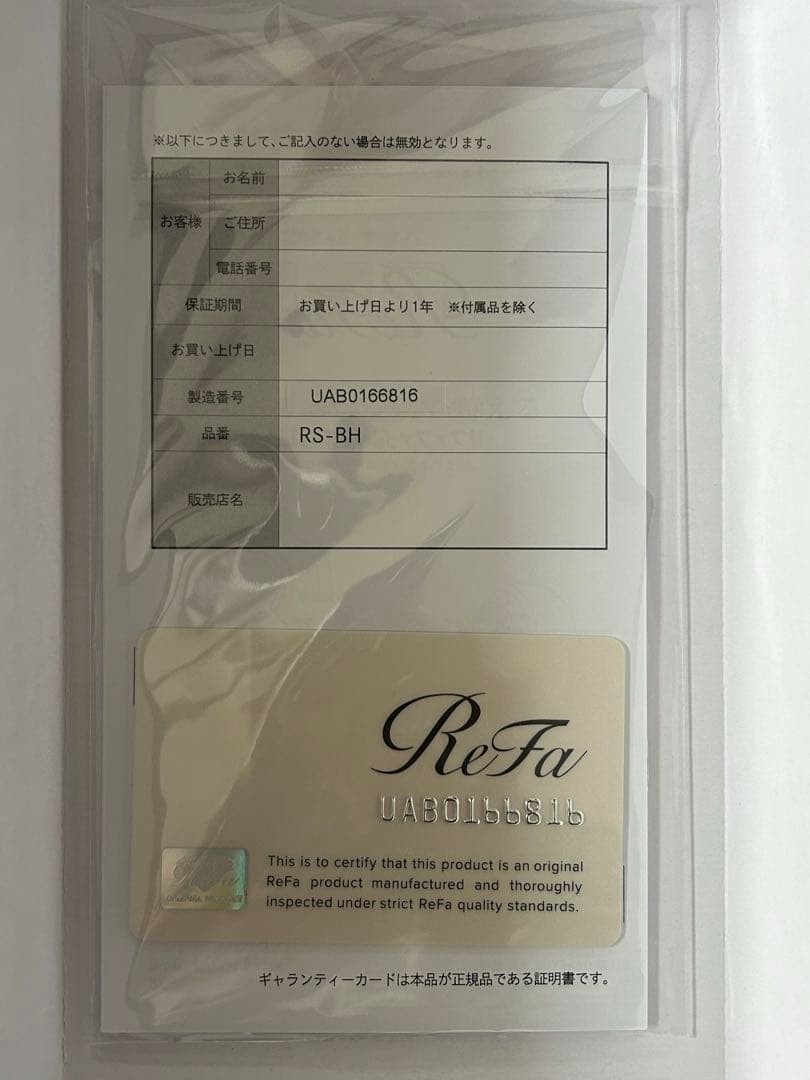 ※以下につきまして、ご記入のない場合は無効となります。
お客様
お名前
ご住所
電話番号
保証期間 お買い上げ日より1年 ※付属品を除く
お買い上げ日
製造番号 UAB0166816
品番 RS-BH
販売店名
ReFa
UAB0166816
This is to certify that this product is an original
ReFa product manufactured and thoroughly
inspected under strict ReFa quality standards.
ギャランティーカードは本品が正規品である証明書です。